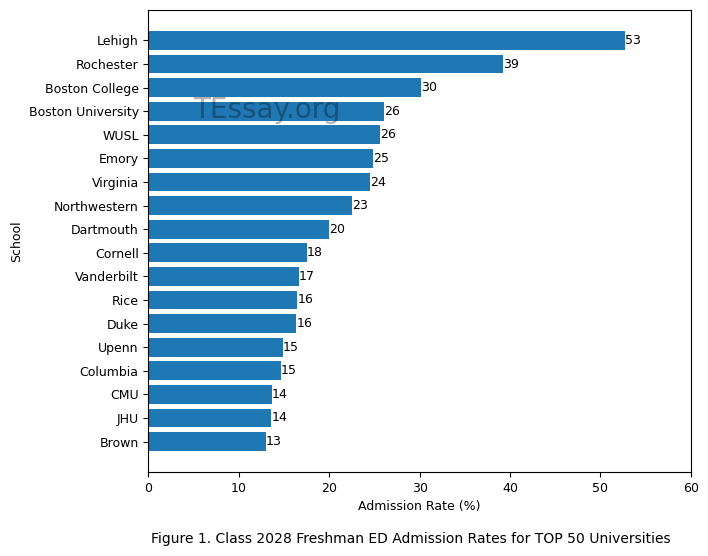 Lehigh 53
Rochester 39
Boston College 30
TEssay.org
Boston University 26
WUSL 26
Emory 25
Virginia 24
Northwestern 23
Dartmouth 20
School
Cornell 18
Vanderbilt 17
Rice 16
Duke 16
Upenn 15
Columbia 15
CMU 14
JHU 14
Brown 13
0 10 20 30 40 50 60
Admission Rate (%)
Figure 1. Class 2028 Freshman ED Admission Rates for TOP 50 Universities